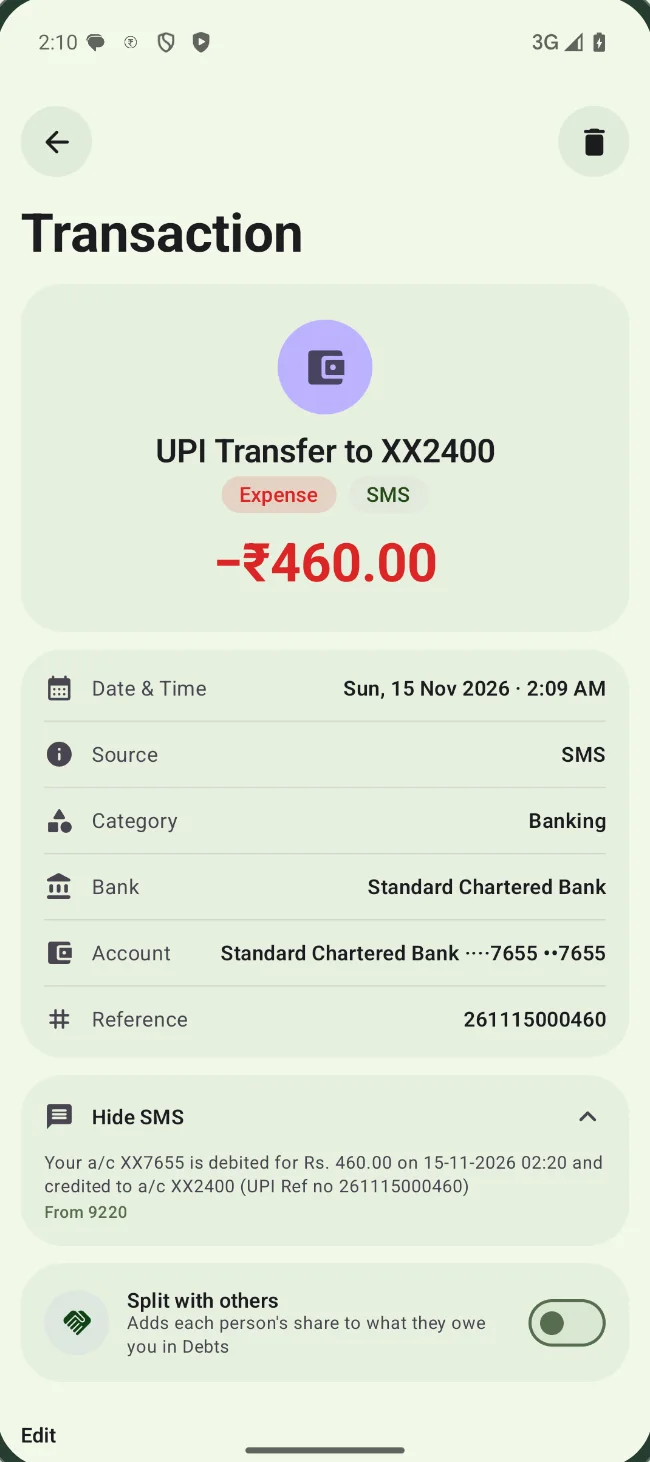 2:10
3G
Transaction
UPI Transfer to XX2400
Expense SMS
−₹460.00
Date & Time Sun, 15 Nov 2026 · 2:09 AM
Source SMS
Category Banking
Bank Standard Chartered Bank
Account Standard Chartered Bank ····7655 ••7655
Reference 261115000460
Hide SMS
Your a/c XX7655 is debited for Rs. 460.00 on 15-11-2026 02:20 and
credited to a/c XX2400 (UPI Ref no 261115000460)
From 9220
Split with others
Adds each person's share to what they owe
you in Debts
Edit